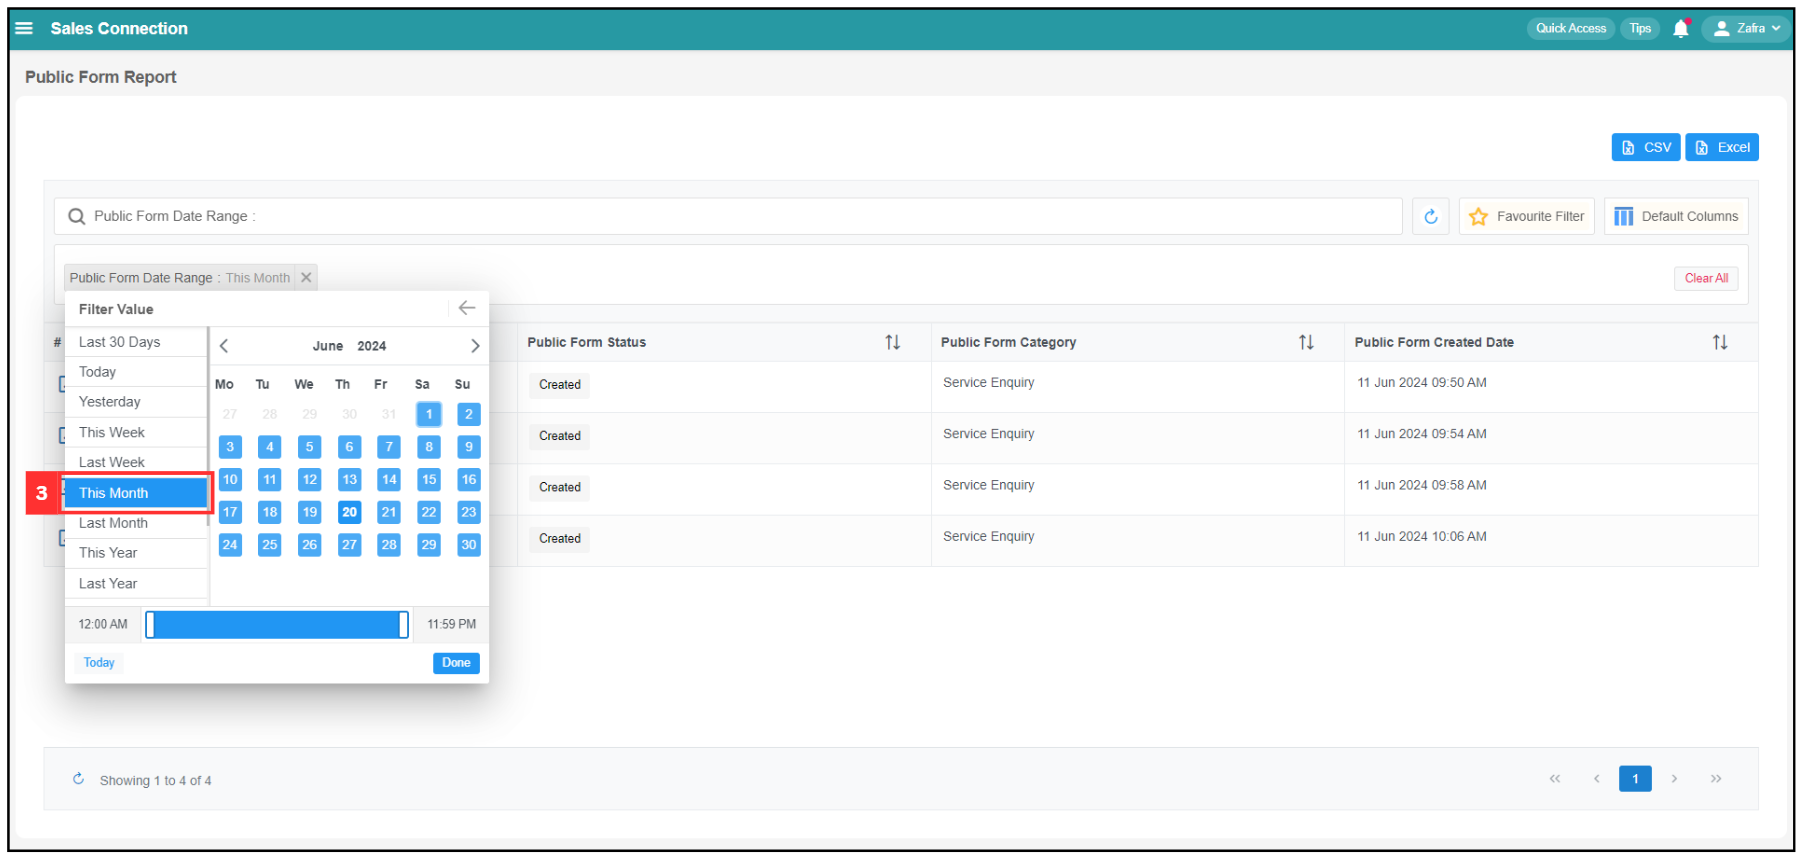 Sales Connection
Quick Access
Tips
Zafra
Public Form Report
CSV
Excel
Public Form Date Range :
Favourite Filter
Default Columns
Public Form Date Range : This Month
Clear All
Filter Value
#
Public Form Status
Public Form Category
Public Form Created Date
Last 30 Days
Today
Yesterday
This Week
Last Week
3
This Month
Last Month
This Year
Last Year
June 2024
Mo Tu We Th Fr Sa Su
27 28 29 30 31 1 2
3 4 5 6 7 8 9
10 11 12 13 14 15 16
17 18 19 20 21 22 23
24 25 26 27 28 29 30
12:00 AM
11:59 PM
Today
Done
Created Service Enquiry 11 Jun 2024 09:50 AM
Created Service Enquiry 11 Jun 2024 09:54 AM
Created Service Enquiry 11 Jun 2024 09:58 AM
Created Service Enquiry 11 Jun 2024 10:06 AM
Showing 1 to 4 of 4
1